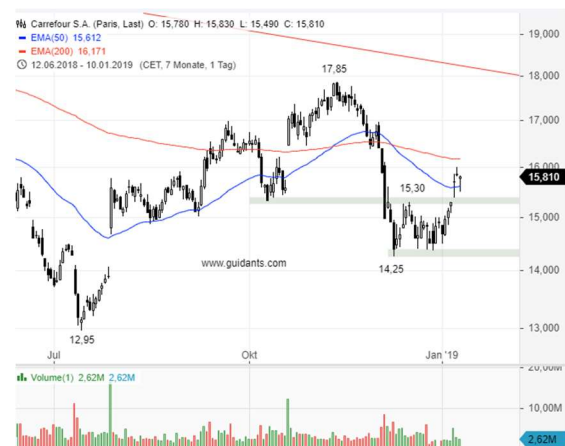 Carrefour S.A. (Paris, Last) O: 15,780 H: 15,830 L: 15,490 C: 15,810
EMA(50) 15,612
EMA(200) 16,171
12.06.2018 - 10.01.2019 (CET, 7 Monate, 1 Tag)
19,000
17,85
18,000
17,000
16,000
15,810
15,30
15,000
www.guidants.com
14,25
14,000
12,95
13,000
Jul
Okt
Jan '19
Volume(1) 2,62M 2,62M
20,00M
10,00M
2,62M